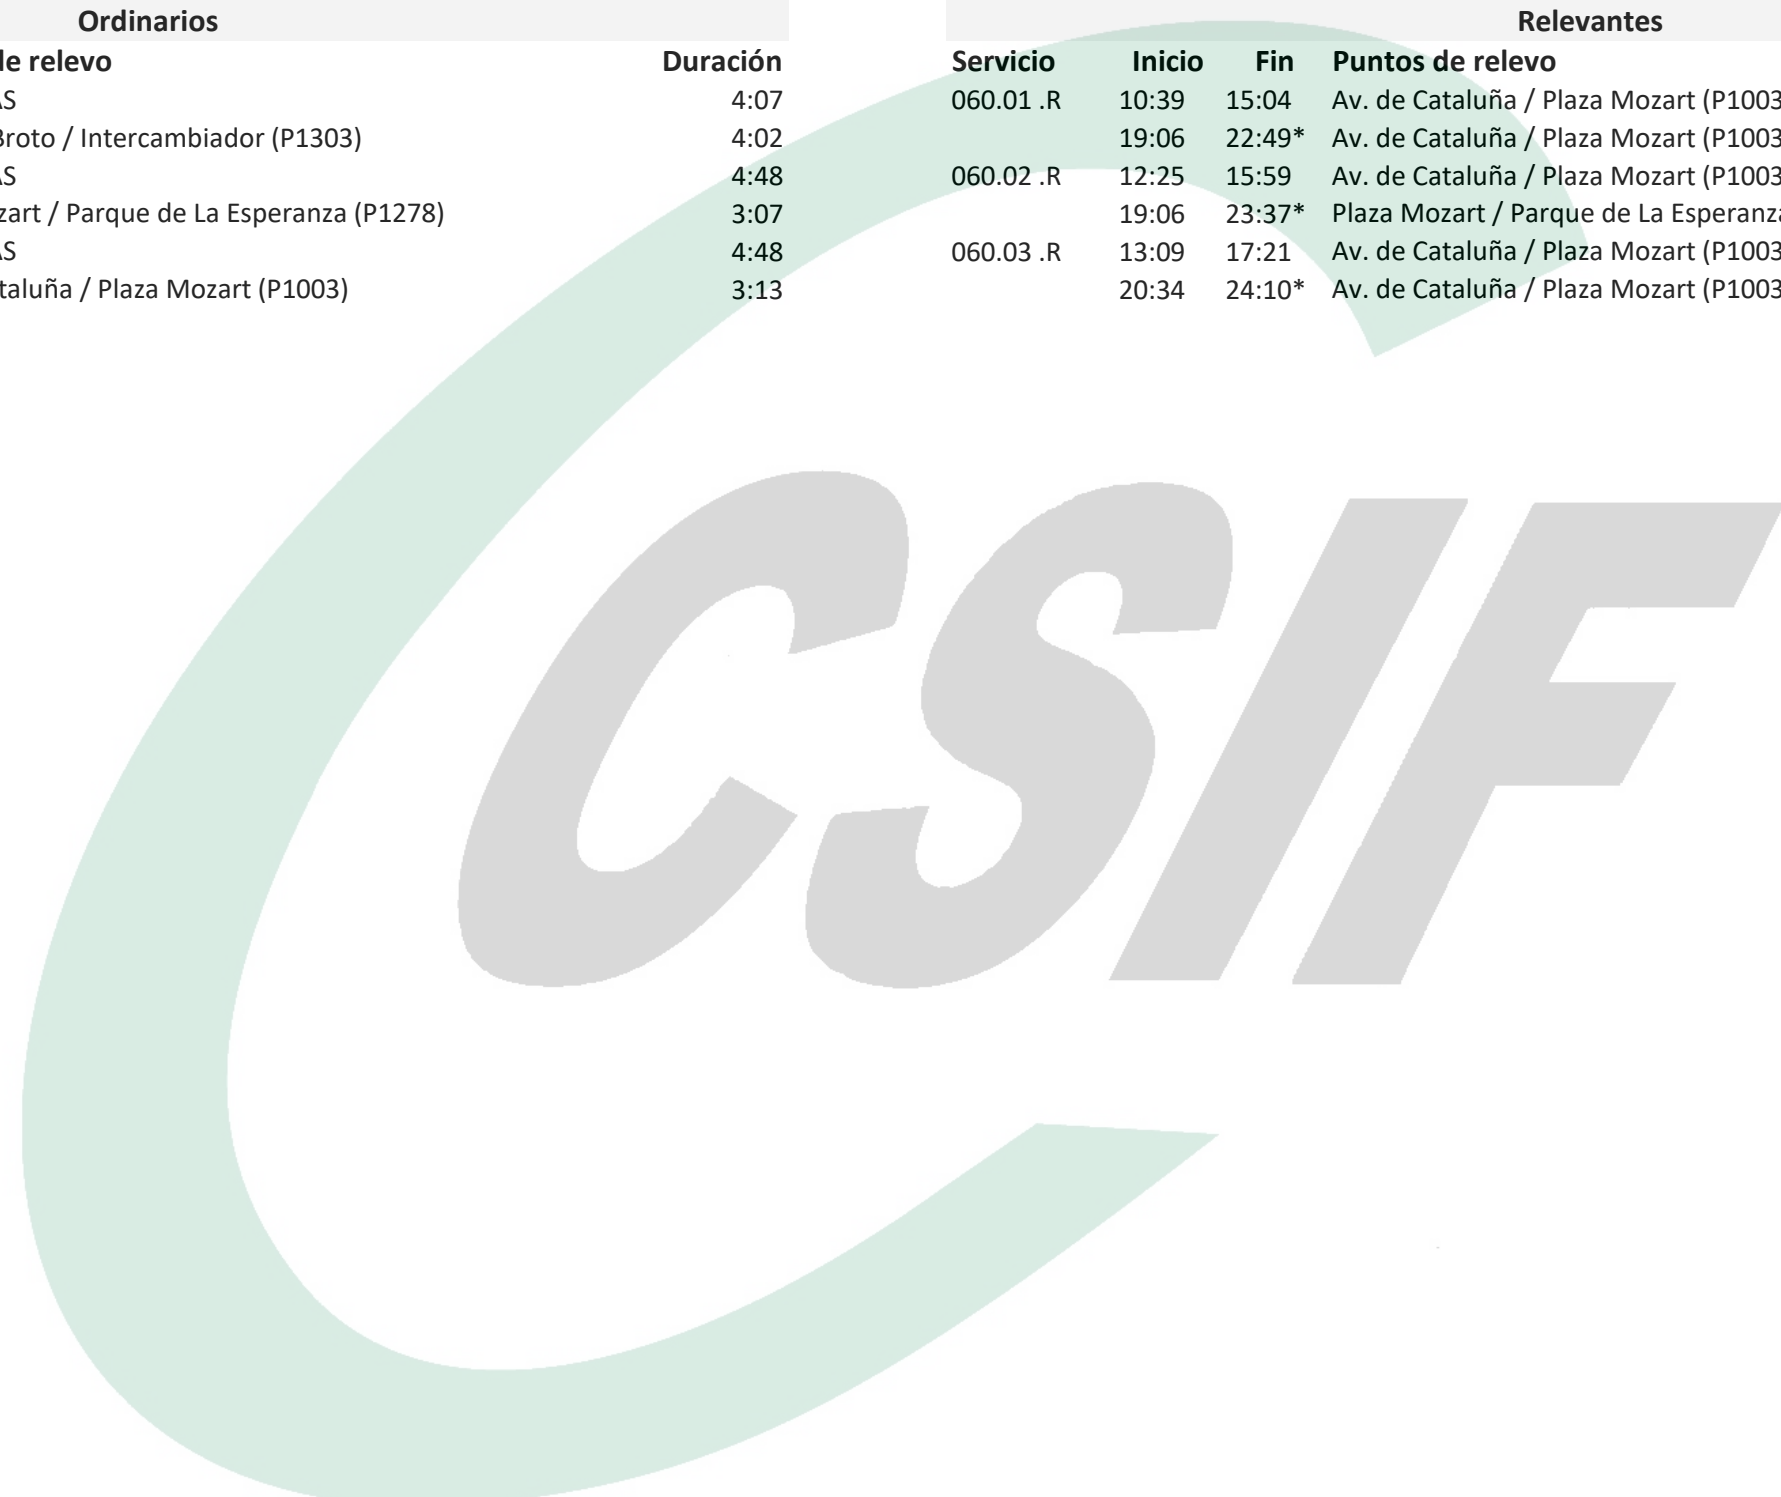 Ordinarios Relevantes
de relevo Duración Servicio Inicio Fin Puntos de relevo
AS 4:07 060.01 .R 10:39 15:04 Av. de Cataluña / Plaza Mozart (P1003
Broto / Intercambiador (P1303) 4:02 19:06 22:49* Av. de Cataluña / Plaza Mozart (P1003
AS 4:48 060.02 .R 12:25 15:59 Av. de Cataluña / Plaza Mozart (P1003
zart / Parque de La Esperanza (P1278) 3:07 19:06 23:37* Plaza Mozart / Parque de La Esperanza
AS 4:48 060.03 .R 13:09 17:21 Av. de Cataluña / Plaza Mozart (P1003
taluña / Plaza Mozart (P1003) 3:13 20:34 24:10* Av. de Cataluña / Plaza Mozart (P1003
CSIF